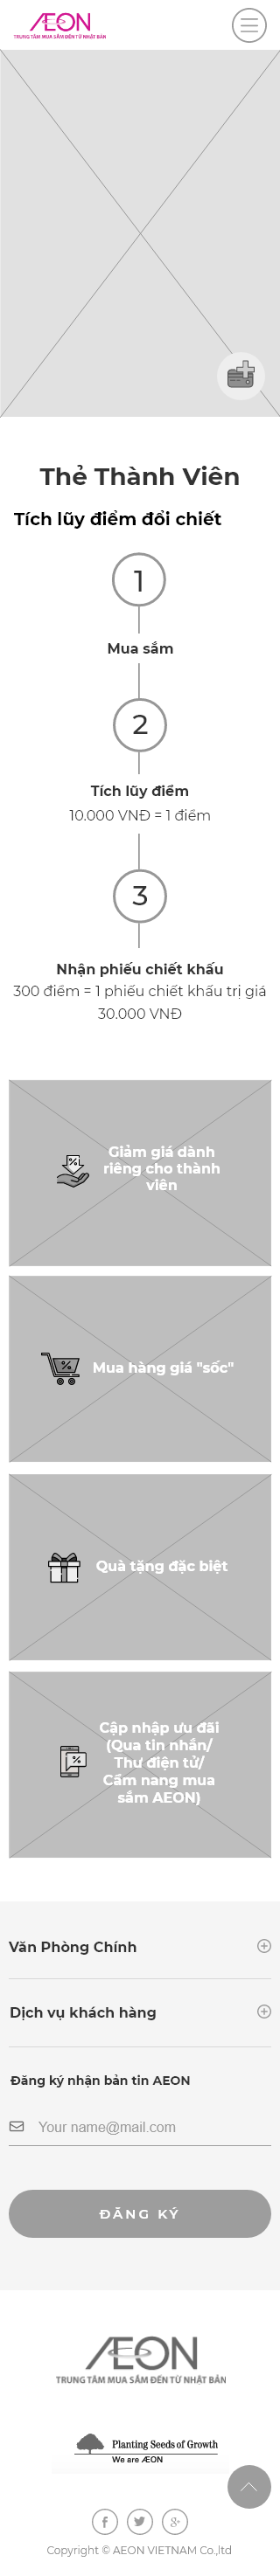 ÆON
TRUNG TÂM MUA SẮM ĐẾN TỪ NHẬT BẢN
Thẻ Thành Viên
Tích lũy điểm đổi chiết
1
Mua sắm
2
Tích lũy điểm
10.000 VNĐ = 1 điểm
3
Nhận phiếu chiết khấu
300 điểm = 1 phiếu chiết khấu trị giá
30.000 VNĐ
Giảm giá dành
riêng cho thành
viên
Mua hàng giá "sốc"
Quà tặng đặc biệt
Cập nhập ưu đãi
(Qua tin nhắn/
Thư điện tử/
Cẩm nang mua
sắm AEON)
Văn Phòng Chính
Dịch vụ khách hàng
Đăng ký nhận bản tin AEON
Your name@mail.com
ĐĂNG KÝ
ÆON
TRUNG TÂM MUA SẮM ĐẾN TỪ NHẬT BẢN
Planting Seeds of Growth
We are ÆON
Copyright © AEON VIETNAM Co.,ltd